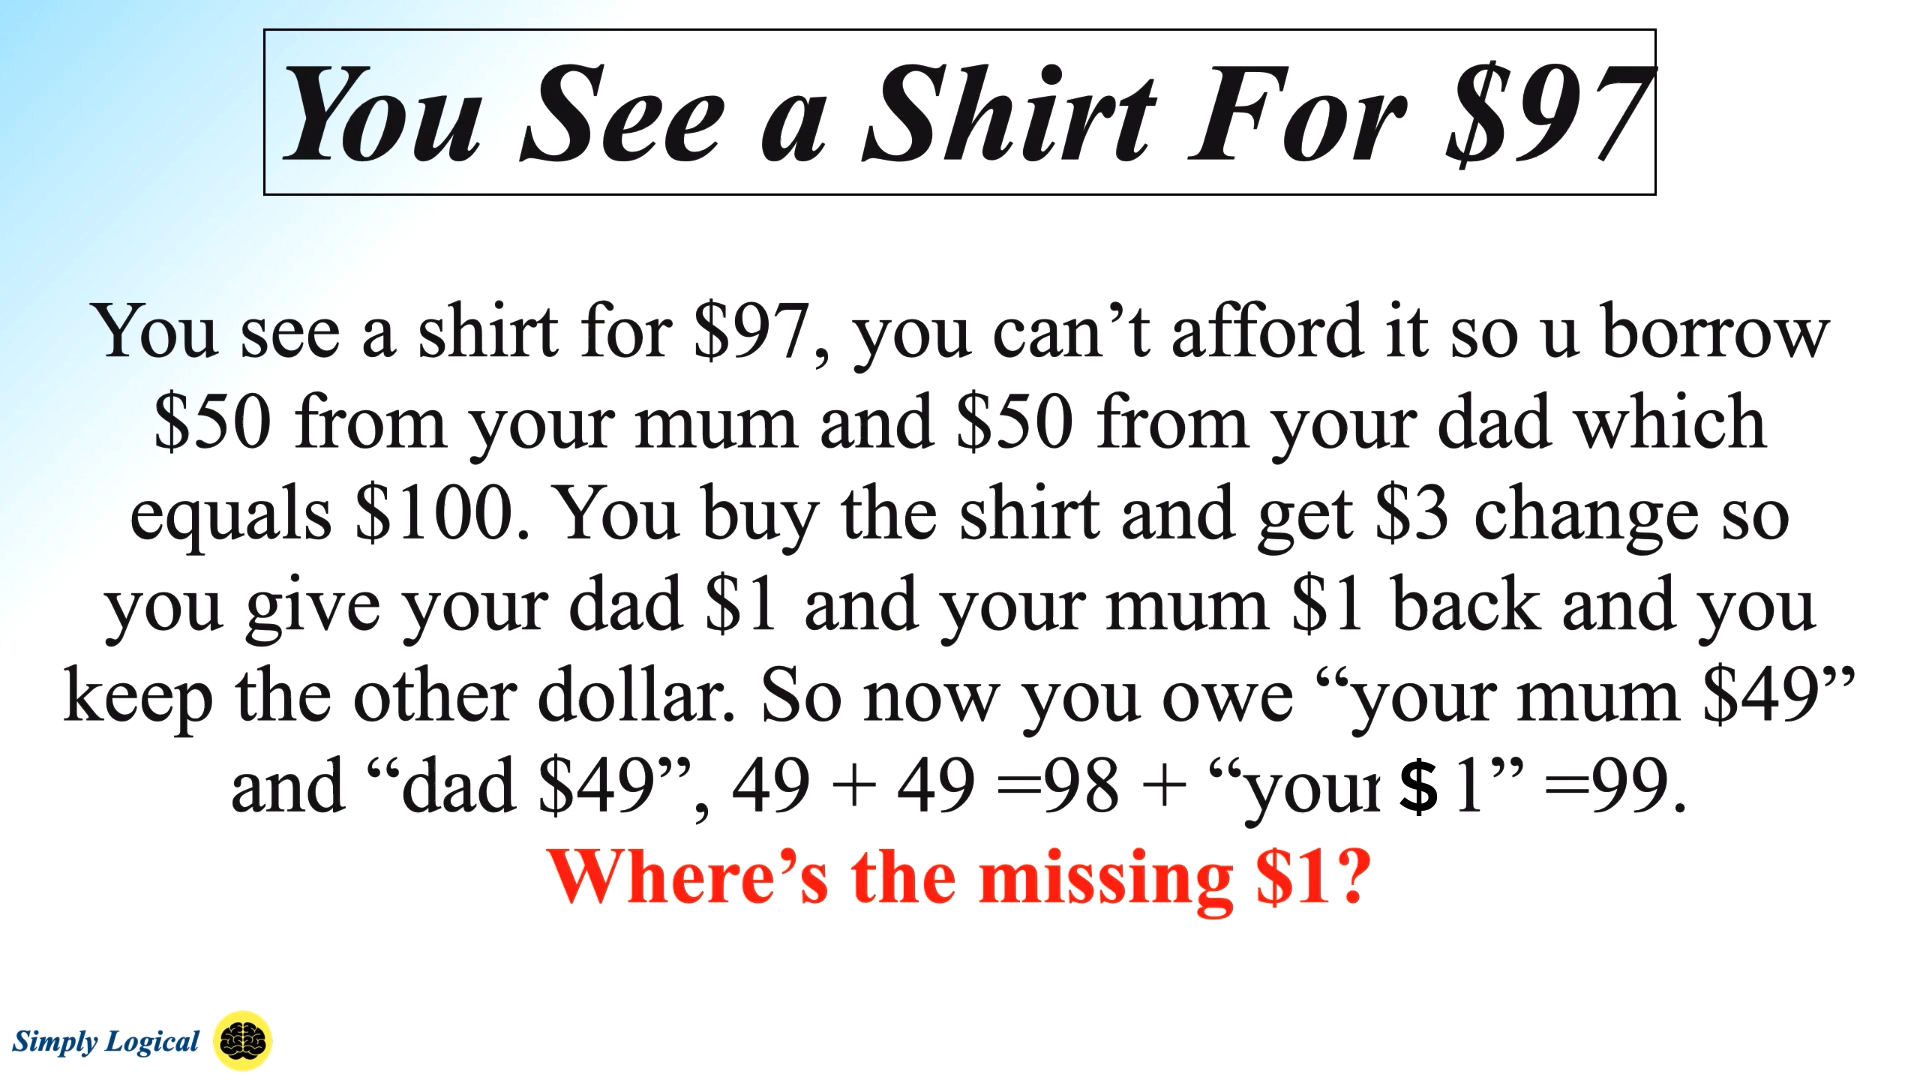 You See a Shirt For $97
You see a shirt for $97, you can’t afford it so u borrow
$50 from your mum and $50 from your dad which
equals $100. You buy the shirt and get $3 change so
you give your dad $1 and your mum $1 back and you
keep the other dollar. So now you owe “your mum $49”
and “dad $49”, 49 + 49 =98 + “your $ 1” =99.
Where’s the missing $1?
Simply Logical